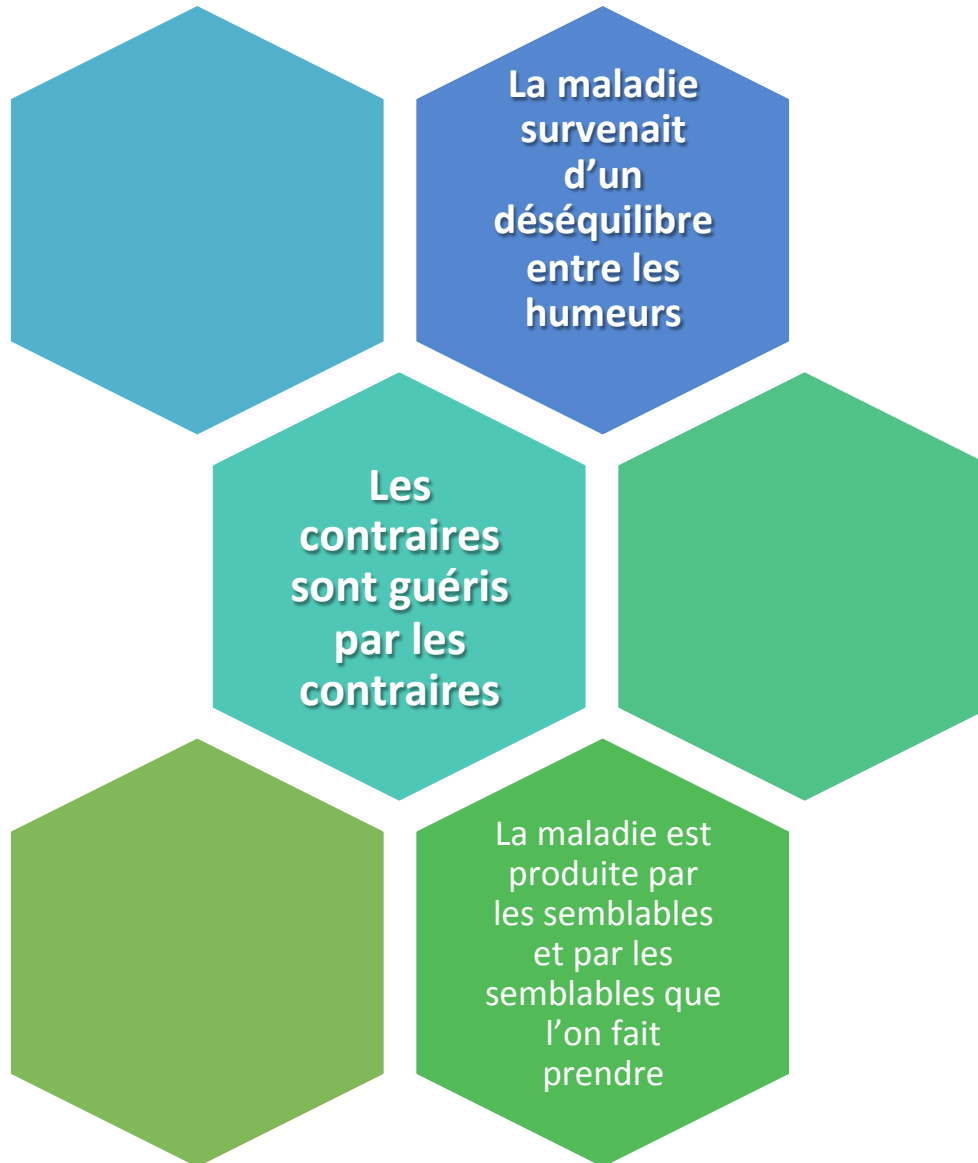 La maladie
survenait
d’un
déséquilibre
entre les
humeurs
Les
contraires
sont guéris
par les
contraires
La maladie est
produite par
les semblables
et par les
semblables que
l’on fait
prendre